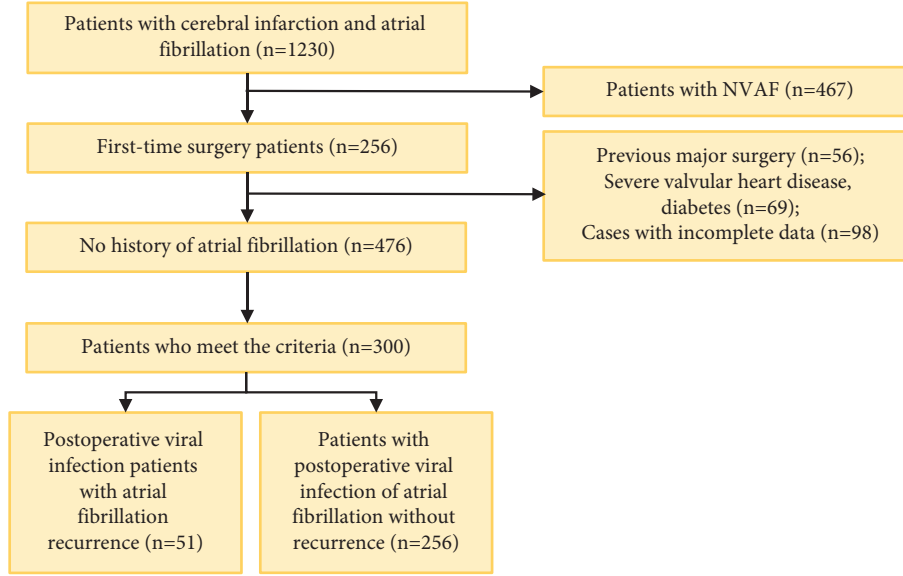 Patients with cerebral infarction and atrial
fibrillation (n=1230)
Patients with NVAF (n=467)
First-time surgery patients (n=256)
Previous major surgery (n=56);
Severe valvular heart disease,
diabetes (n=69);
Cases with incomplete data (n=98)
No history of atrial fibrillation (n=476)
Patients who meet the criteria (n=300)
Postoperative viral
infection patients
with atrial
fibrillation
recurrence (n=51)
Patients with
postoperative viral
infection of atrial
fibrillation without
recurrence (n=256)